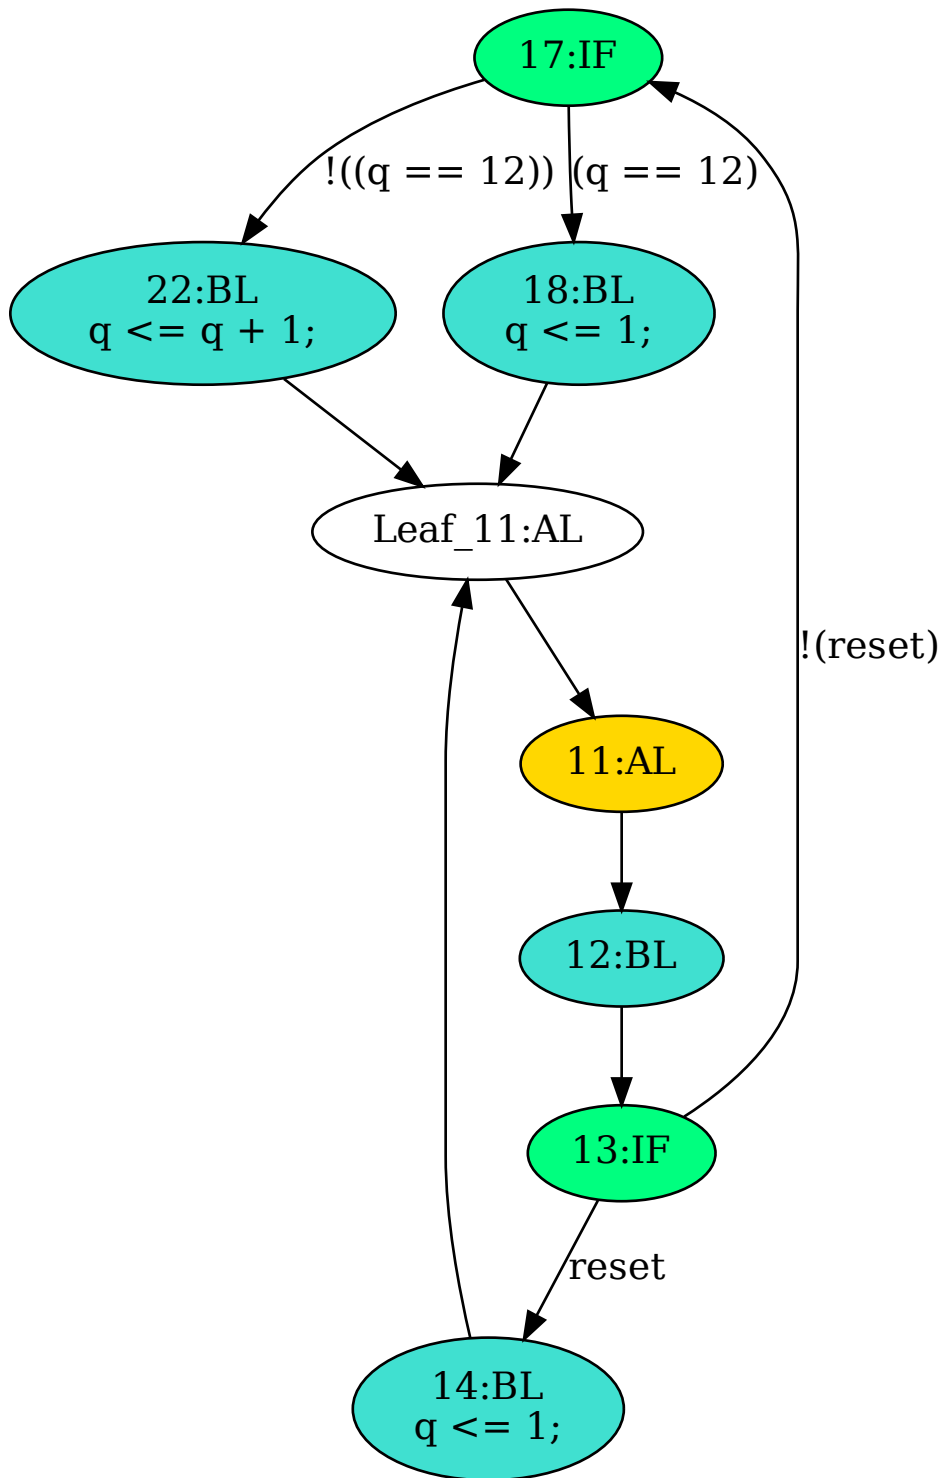 17:IF
!((q == 12))
(q == 12)
22:BL
q <= q + 1;
18:BL
q <= 1;
Leaf_11:AL
!(reset)
11:AL
12:BL
13:IF
reset
14:BL
q <= 1;